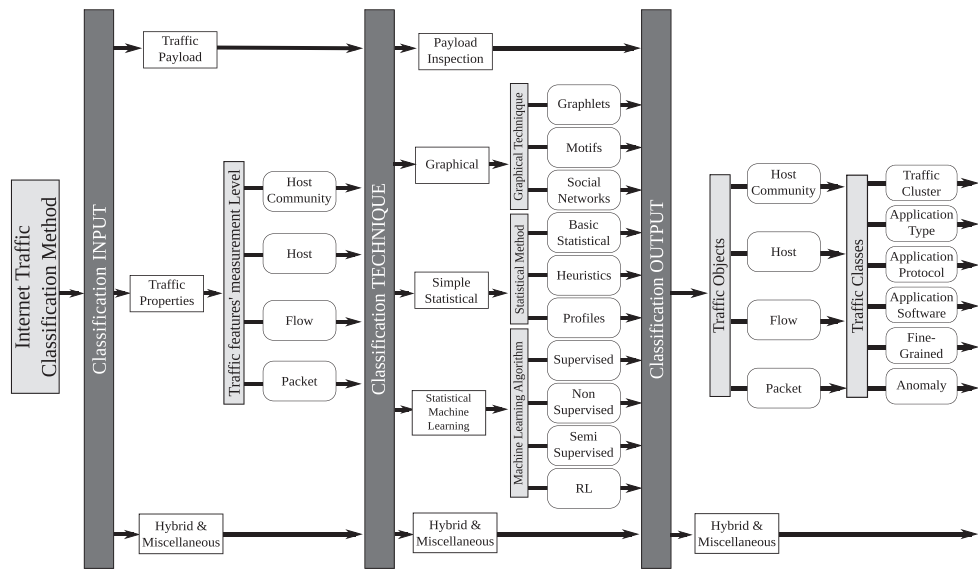 Internet Traffic
Classification Method
Classification INPUT
Traffic
Payload
Traffic
Properties
Hybrid &
Miscellaneous
Traffic features' measurement Level
Host
Community
Host
Flow
Packet
Classification TECHNIQUE
Payload
Inspection
Graphical
Simple
Statistical
Statistical
Machine
Learning
Hybrid &
Miscellaneous
Graphical Techniqque
Graphlets
Motifs
Social
Networks
Statistical Method
Basic
Statistical
Heuristics
Profiles
Machine Learning Algorithm
Supervised
Non
Supervised
Semi
Supervised
RL
Classification OUTPUT
Traffic Objects
Host
Community
Host
Flow
Packet
Hybrid &
Miscellaneous
Traffic Classes
Traffic
Cluster
Application
Type
Application
Protocol
Application
Software
Fine-
Grained
Anomaly